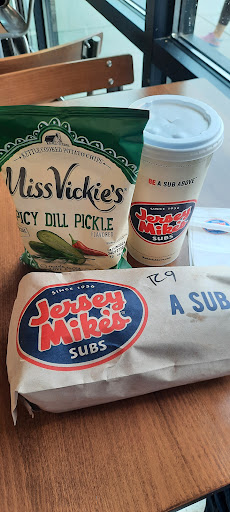 KETTLE COOKED POTATO CHIPS
Miss Vickie's
SPICY DILL PICKLE
FLAVORED
BE A SUB ABOVE
SINCE 1956
Jersey
Mike's
SUBS
SINCE 1956
Jersey
Mike's
SUBS
A SUB